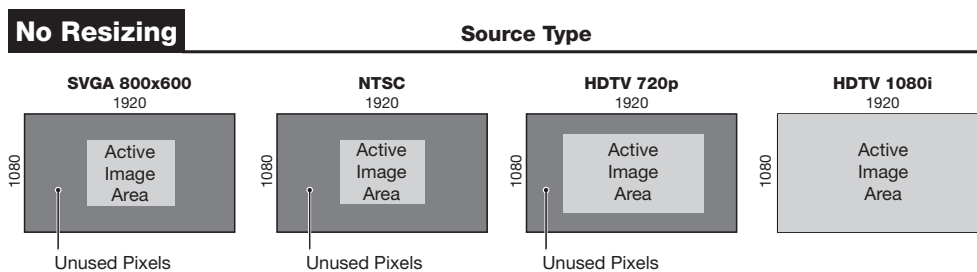 No Resizing
Source Type
SVGA 800x600
1920
1080
Active
Image
Area
Unused Pixels
NTSC
1920
1080
Active
Image
Area
Unused Pixels
HDTV 720p
1920
1080
Active
Image
Area
Unused Pixels
HDTV 1080i
1920
1080
Active
Image
Area